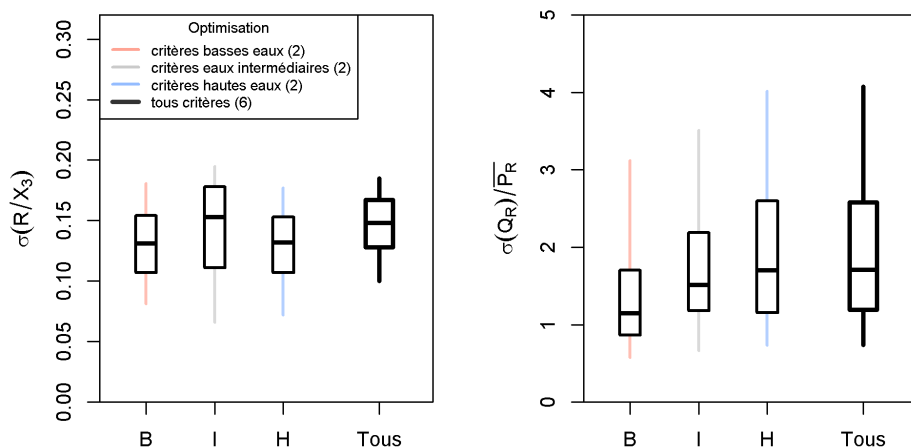 Optimisation
critères basses eaux (2)
critères eaux intermédiaires (2)
critères hautes eaux (2)
tous critères (6)
σ(R/X₃)
0.00 0.05 0.10 0.15 0.20 0.25 0.30
B I H Tous
σ(Q_R)/P̅_R̅
0 1 2 3 4 5
B I H Tous